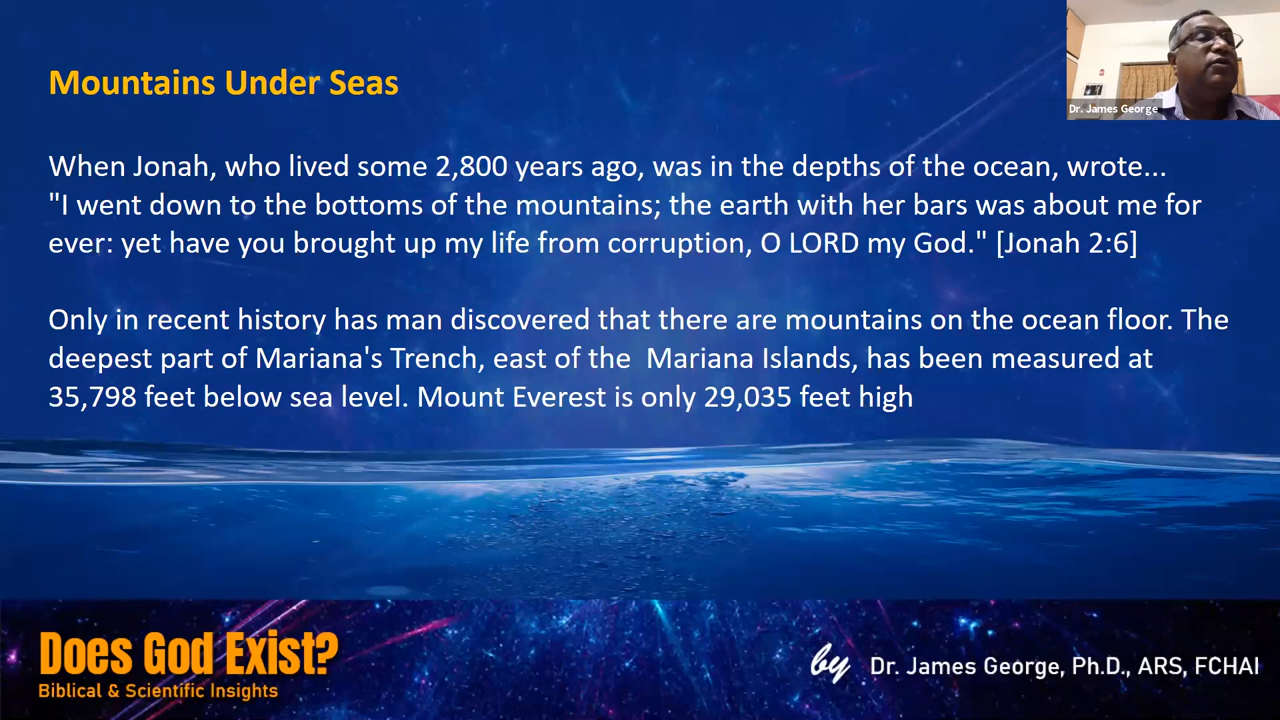 Mountains Under Seas
Dr. James George
When Jonah, who lived some 2,800 years ago, was in the depths of the ocean, wrote...
"I went down to the bottoms of the mountains; the earth with her bars was about me for
ever: yet have you brought up my life from corruption, O LORD my God." [Jonah 2:6]
Only in recent history has man discovered that there are mountains on the ocean floor. The
deepest part of Mariana's Trench, east of the  Mariana Islands, has been measured at
35,798 feet below sea level. Mount Everest is only 29,035 feet high
Does God Exist?
Biblical & Scientific Insights
by Dr. James George, Ph.D., ARS, FCHAI